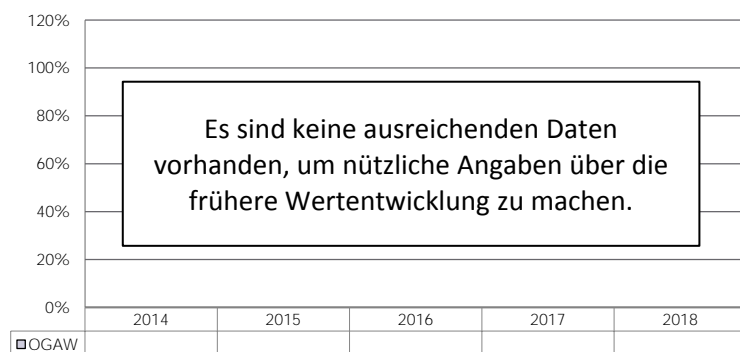 120%
100%
80%
60%
40%
20%
0%
Es sind keine ausreichenden Daten
vorhanden, um nützliche Angaben über die
frühere Wertentwicklung zu machen.
2014 2015 2016 2017 2018
OGAW